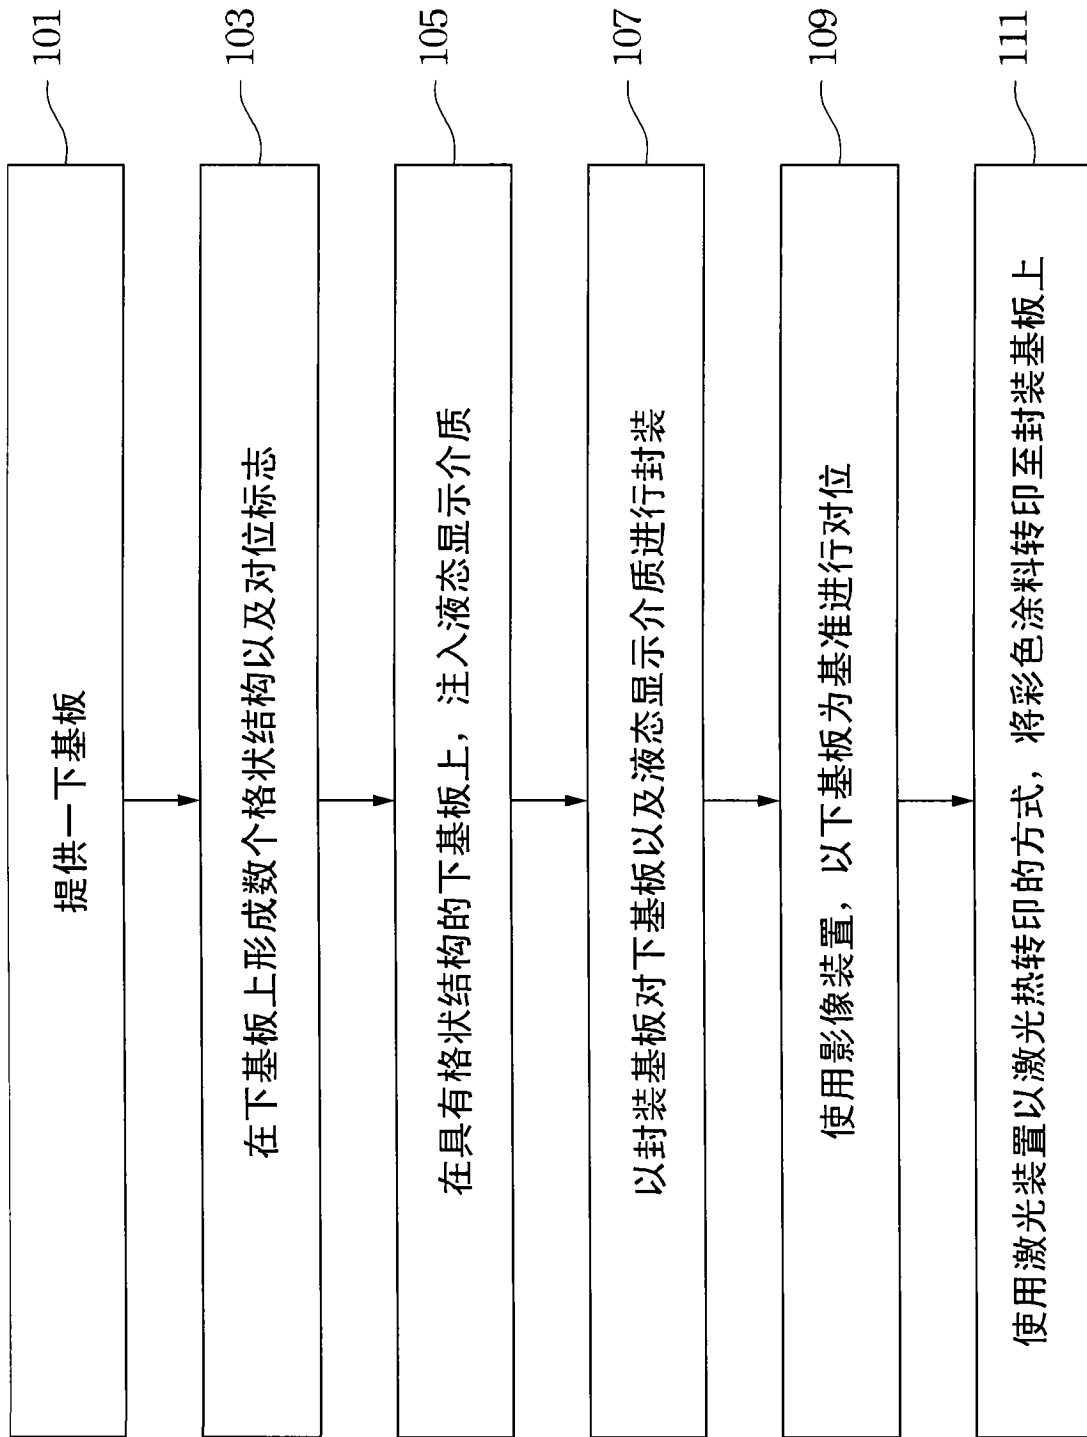 提供一下基板
101
在下基板上形成数个格状结构以及对位标志
103
在具有格状结构的下基板上，注入液态显示介质
105
以封装基板对下基板以及液态显示介质进行封装
107
使用影像装置，以下基板为基准进行对位
109
使用激光装置以激光热转印的方式，将彩色涂料转印至封装基板上
111